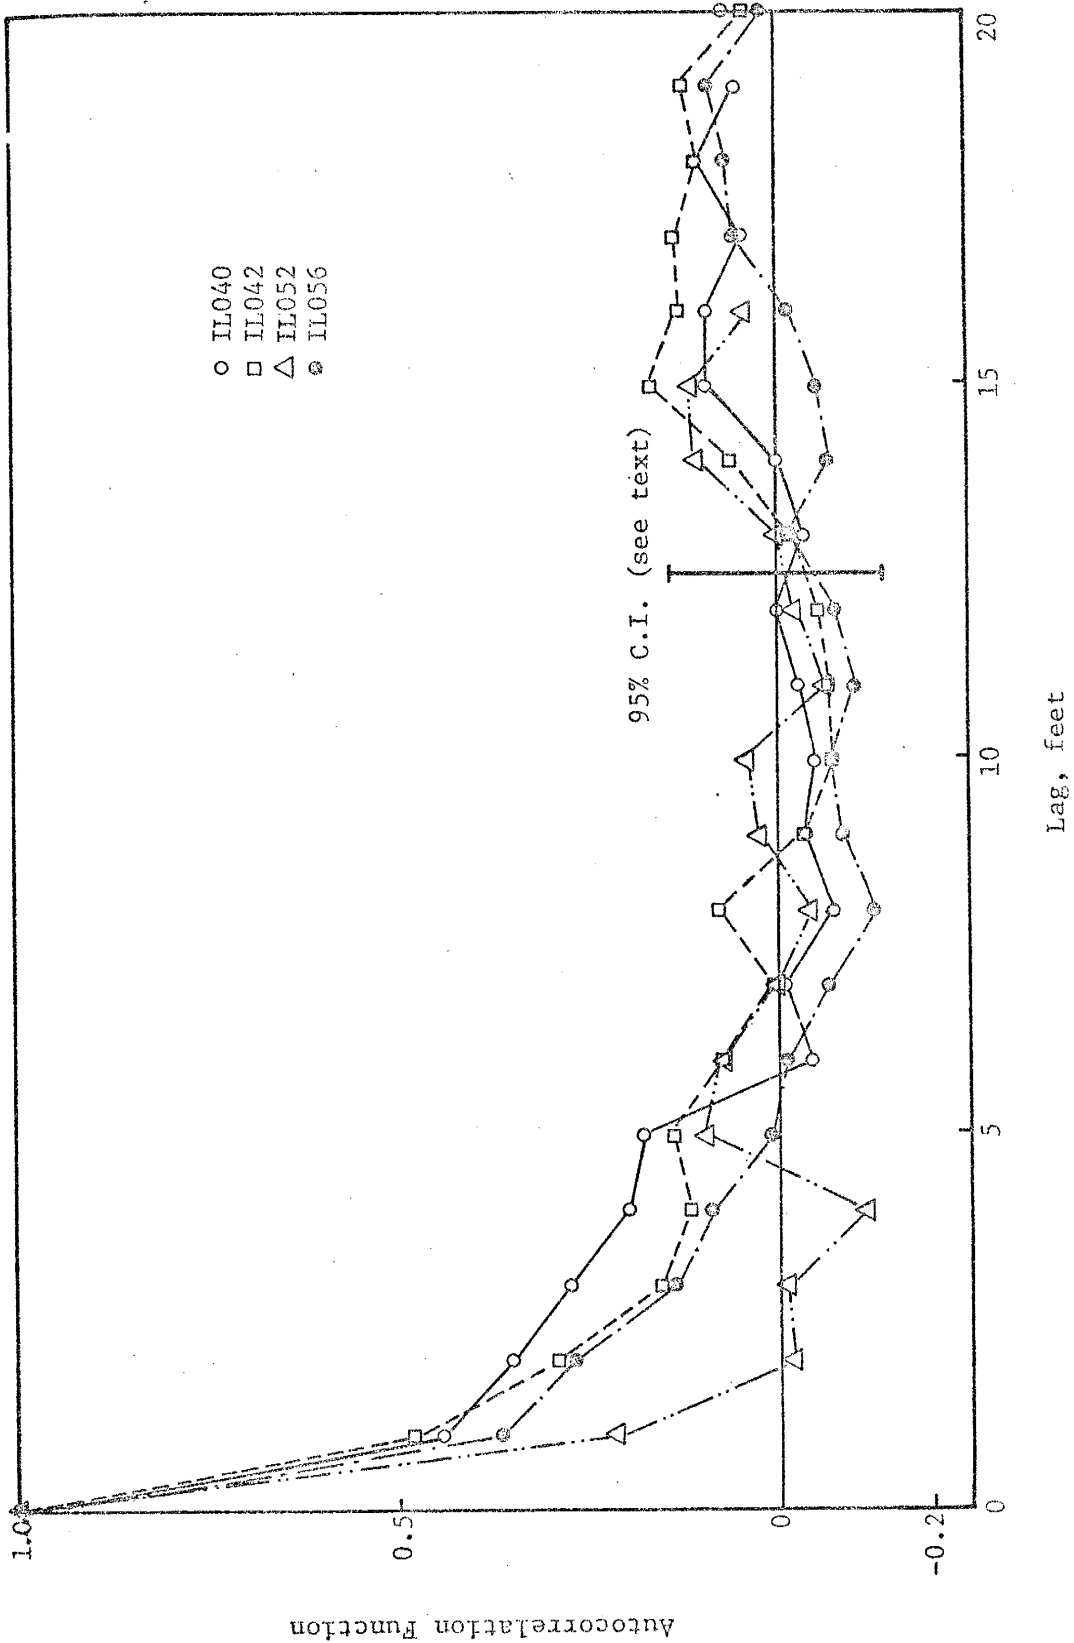 Autocorrelation Function
1.0
0.5
0
-0.2
IL040
IL042
IL052
IL056
95% C.I. (see text)
0
5
10
15
20
Lag, feet